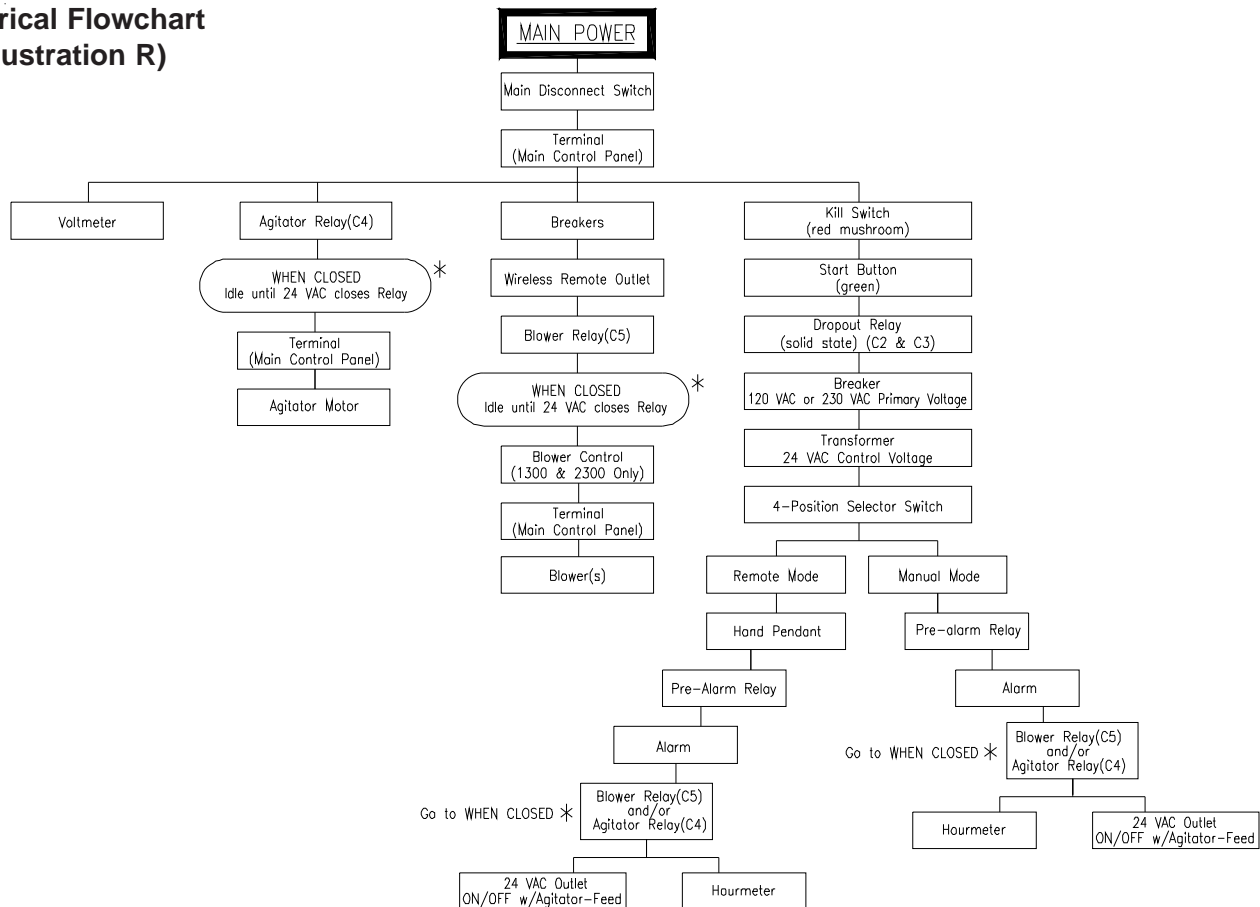 rical Flowchart
ustration R)
MAIN POWER
Main Disconnect Switch
Terminal
(Main Control Panel)
Voltmeter
Agitator Relay(C4)
WHEN CLOSED
Idle until 24 VAC closes Relay
*
Terminal
(Main Control Panel)
Agitator Motor
Breakers
Wireless Remote Outlet
Blower Relay(C5)
WHEN CLOSED
Idle until 24 VAC closes Relay
*
Blower Control
(1300 & 2300 Only)
Terminal
(Main Control Panel)
Blower(s)
Kill Switch
(red mushroom)
Start Button
(green)
Dropout Relay
(solid state) (C2 & C3)
Breaker
120 VAC or 230 VAC Primary Voltage
Transformer
24 VAC Control Voltage
4-Position Selector Switch
Remote Mode
Hand Pendant
Pre-Alarm Relay
Alarm
Go to WHEN CLOSED *
Blower Relay(C5)
and/or
Agitator Relay(C4)
24 VAC Outlet
ON/OFF w/Agitator-Feed
Hourmeter
Manual Mode
Pre-alarm Relay
Alarm
Go to WHEN CLOSED *
Blower Relay(C5)
and/or
Agitator Relay(C4)
Hourmeter
24 VAC Outlet
ON/OFF w/Agitator-Feed